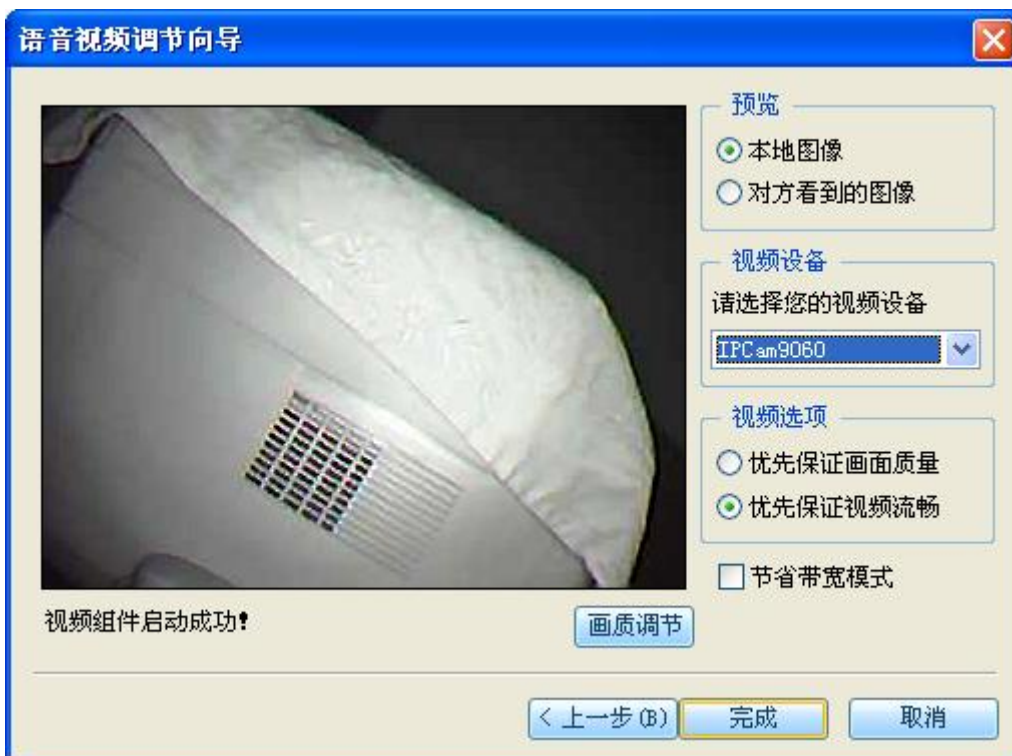 语音视频调节向导
预览
本地图像
对方看到的图像
视频设备
请选择您的视频设备
IPCam9060
视频选项
优先保证画面质量
优先保证视频流畅
节省带宽模式
视频组件启动成功!
画质调节
< 上一步(B)
完成
取消